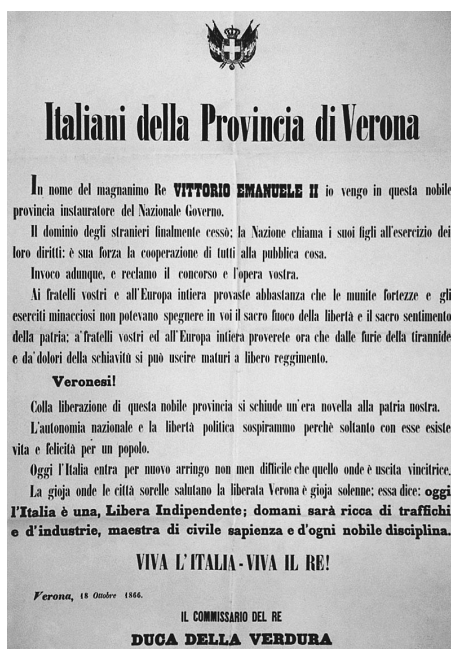 Italiani della Provincia di Verona
In nome del magnanimo Re VITTORIO EMANUELE II io vengo in questa nobile
provincia instauratore del Nazionale Governo.
Il dominio degli stranieri finalmente cessò; la Nazione chiama i suoi figli all'esercizio dei
loro diritti: è sua forza la cooperazione di tutti alla pubblica cosa.
Invoco adunque, e reclamo il concorso e l'opera vostra.
Ai fratelli vostri e all'Europa intiera provaste abbastanza che le munite fortezze e gli
eserciti minacciosi non potevano spegnere in voi il sacro fuoco della libertà e il sacro sentimento
della patria; a'fratelli vostri ed all'Europa intiera proverete ora che dalle furie della tirannide
e da'dolori della schiavitù si può uscire maturi a libero reggimento.
Veronesi!
Colla liberazione di questa nobile provincia si schiude un'era novella alla patria nostra.
L'autonomia nazionale e la libertà politica sospirammo perchè soltanto con esse esiste
vita e felicità per un popolo.
Oggi l'Italia entra per nuovo arringo non men difficile che quello onde è uscita vincitrice.
La gioja onde le città sorelle salutano la liberata Verona è gioja solenne; essa dice: oggi
l'Italia è una, Libera Indipendente; domani sarà ricca di traffichi
e d'industrie, maestra di civile sapienza e d'ogni nobile disciplina.
VIVA L'ITALIA - VIVA IL RE!
Verona, 18 Ottobre 1866.
IL COMMISSARIO DEL RE
DUCA DELLA VERDURA